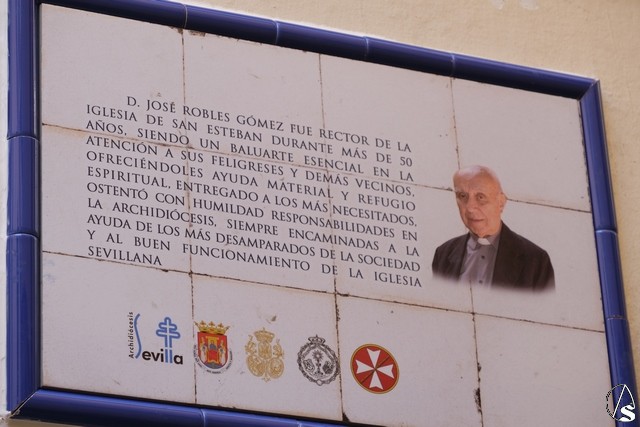 D. JOSÉ ROBLES GÓMEZ FUE RECTOR DE LA
IGLESIA DE SAN ESTEBAN DURANTE MÁS DE 50
AÑOS, SIENDO UN BALUARTE ESENCIAL EN LA
ATENCIÓN A SUS FELIGRESES Y DEMÁS VECINOS,
OFRECIÉNDOLES AYUDA MATERIAL Y REFUGIO
ESPIRITUAL, ENTREGADO A LOS MÁS NECESITADOS,
OSTENTÓ CON HUMILDAD RESPONSABILIDADES EN
LA ARCHIDIÓCESIS, SIEMPRE ENCAMINADAS A LA
AYUDA DE LOS MÁS DESAMPARADOS DE LA SOCIEDAD
Y AL BUEN FUNCIONAMIENTO DE LA IGLESIA
SEVILLANA
Archidiócesis
Sevilla